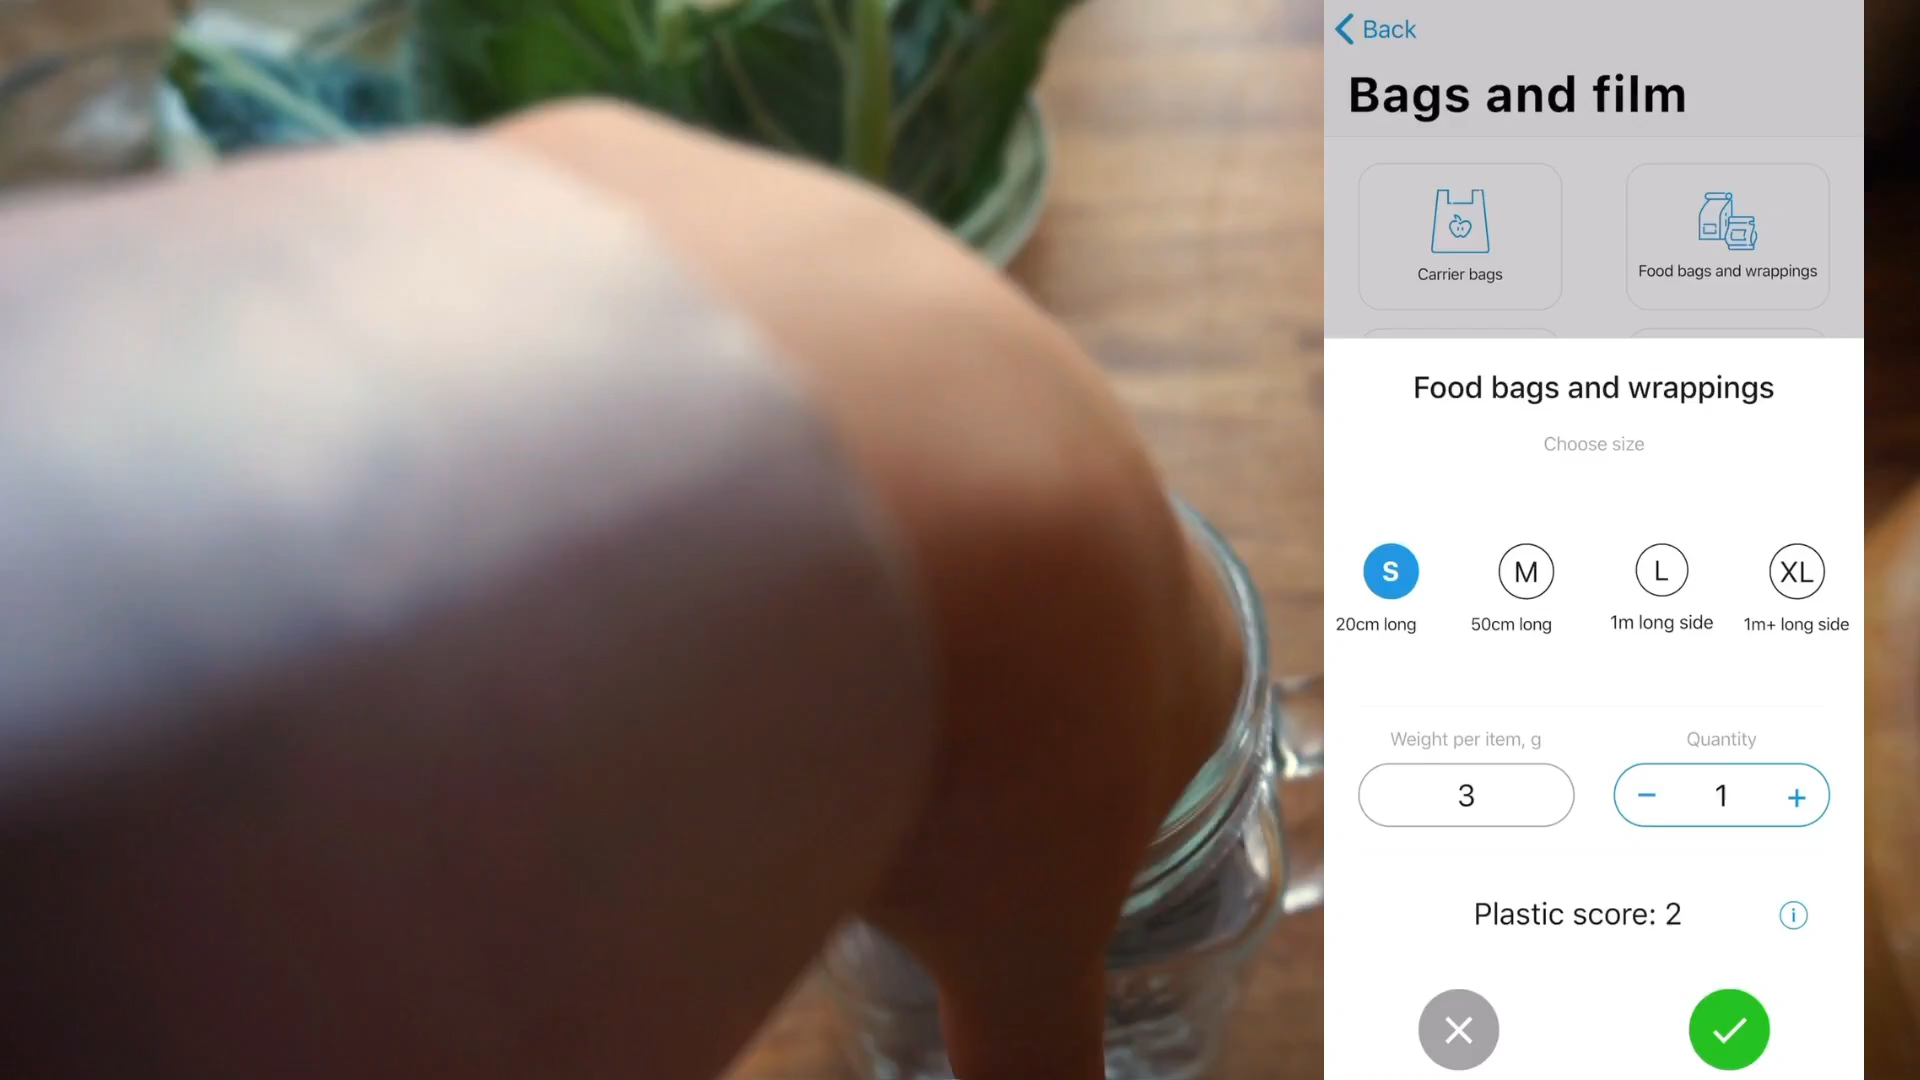 Back
Bags and film
Carrier bags
Food bags and wrappings
Food bags and wrappings
Choose size
S
M
L
XL
20cm long
50cm long
1m long side
1m+ long side
Weight per item, g
Quantity
3
− 1 +
Plastic score: 2
i